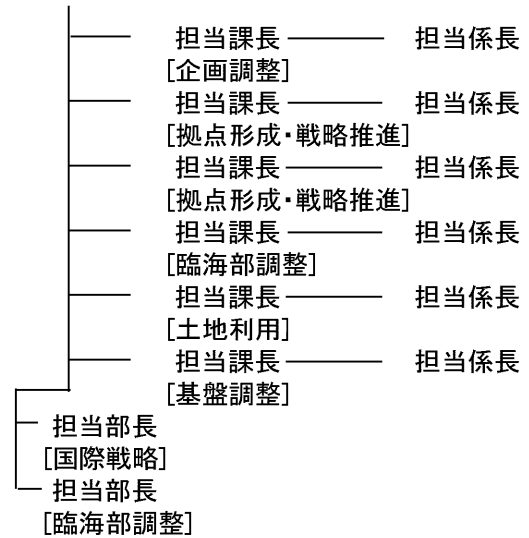 担当課長 担当係長
[企画調整]
担当課長 担当係長
[拠点形成・戦略推進]
担当課長 担当係長
[拠点形成・戦略推進]
担当課長 担当係長
[臨海部調整]
担当課長 担当係長
[土地利用]
担当課長 担当係長
[基盤調整]
担当部長
[国際戦略]
担当部長
[臨海部調整]